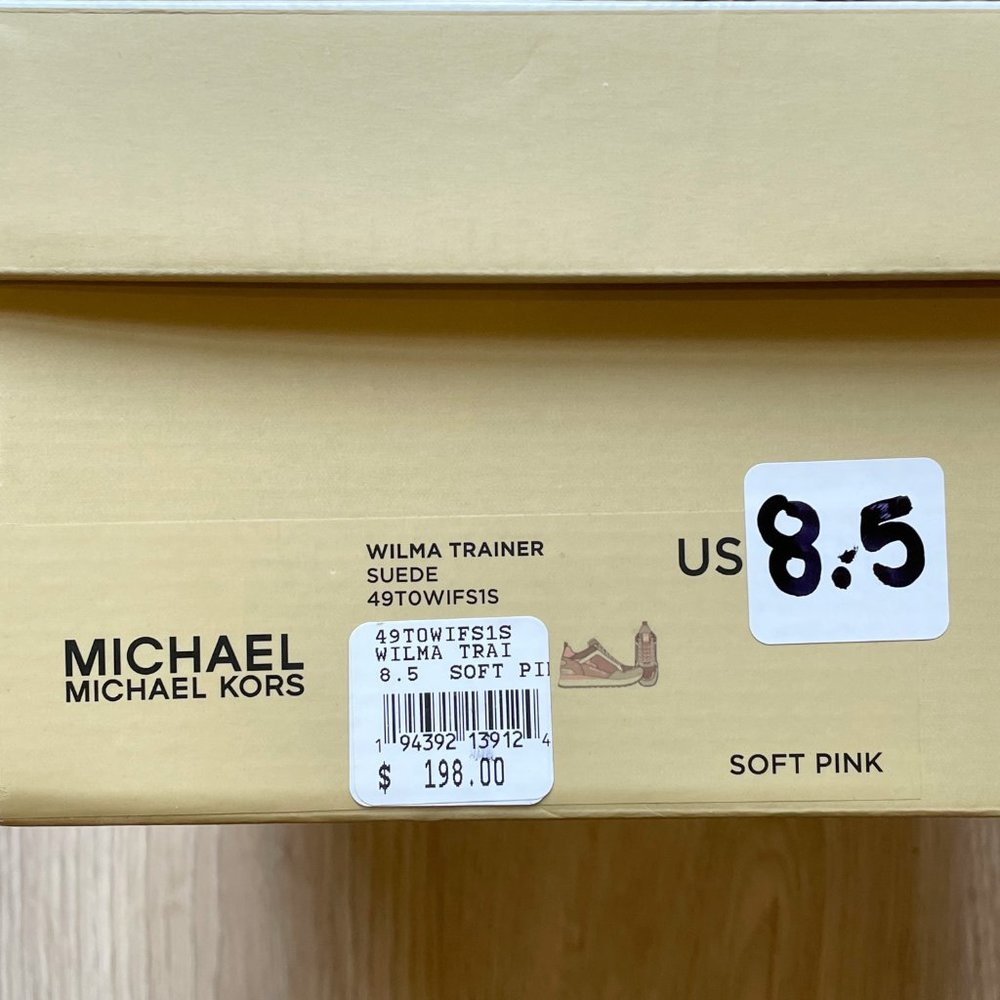 WILMA TRAINER
SUEDE
49T0WIFS1S
US 8.5
MICHAEL
MICHAEL KORS
49T0WIFS1S
WILMA TRAI
8.5 SOFT PI
1 94392 13912 4
$ 198.00
SOFT PINK